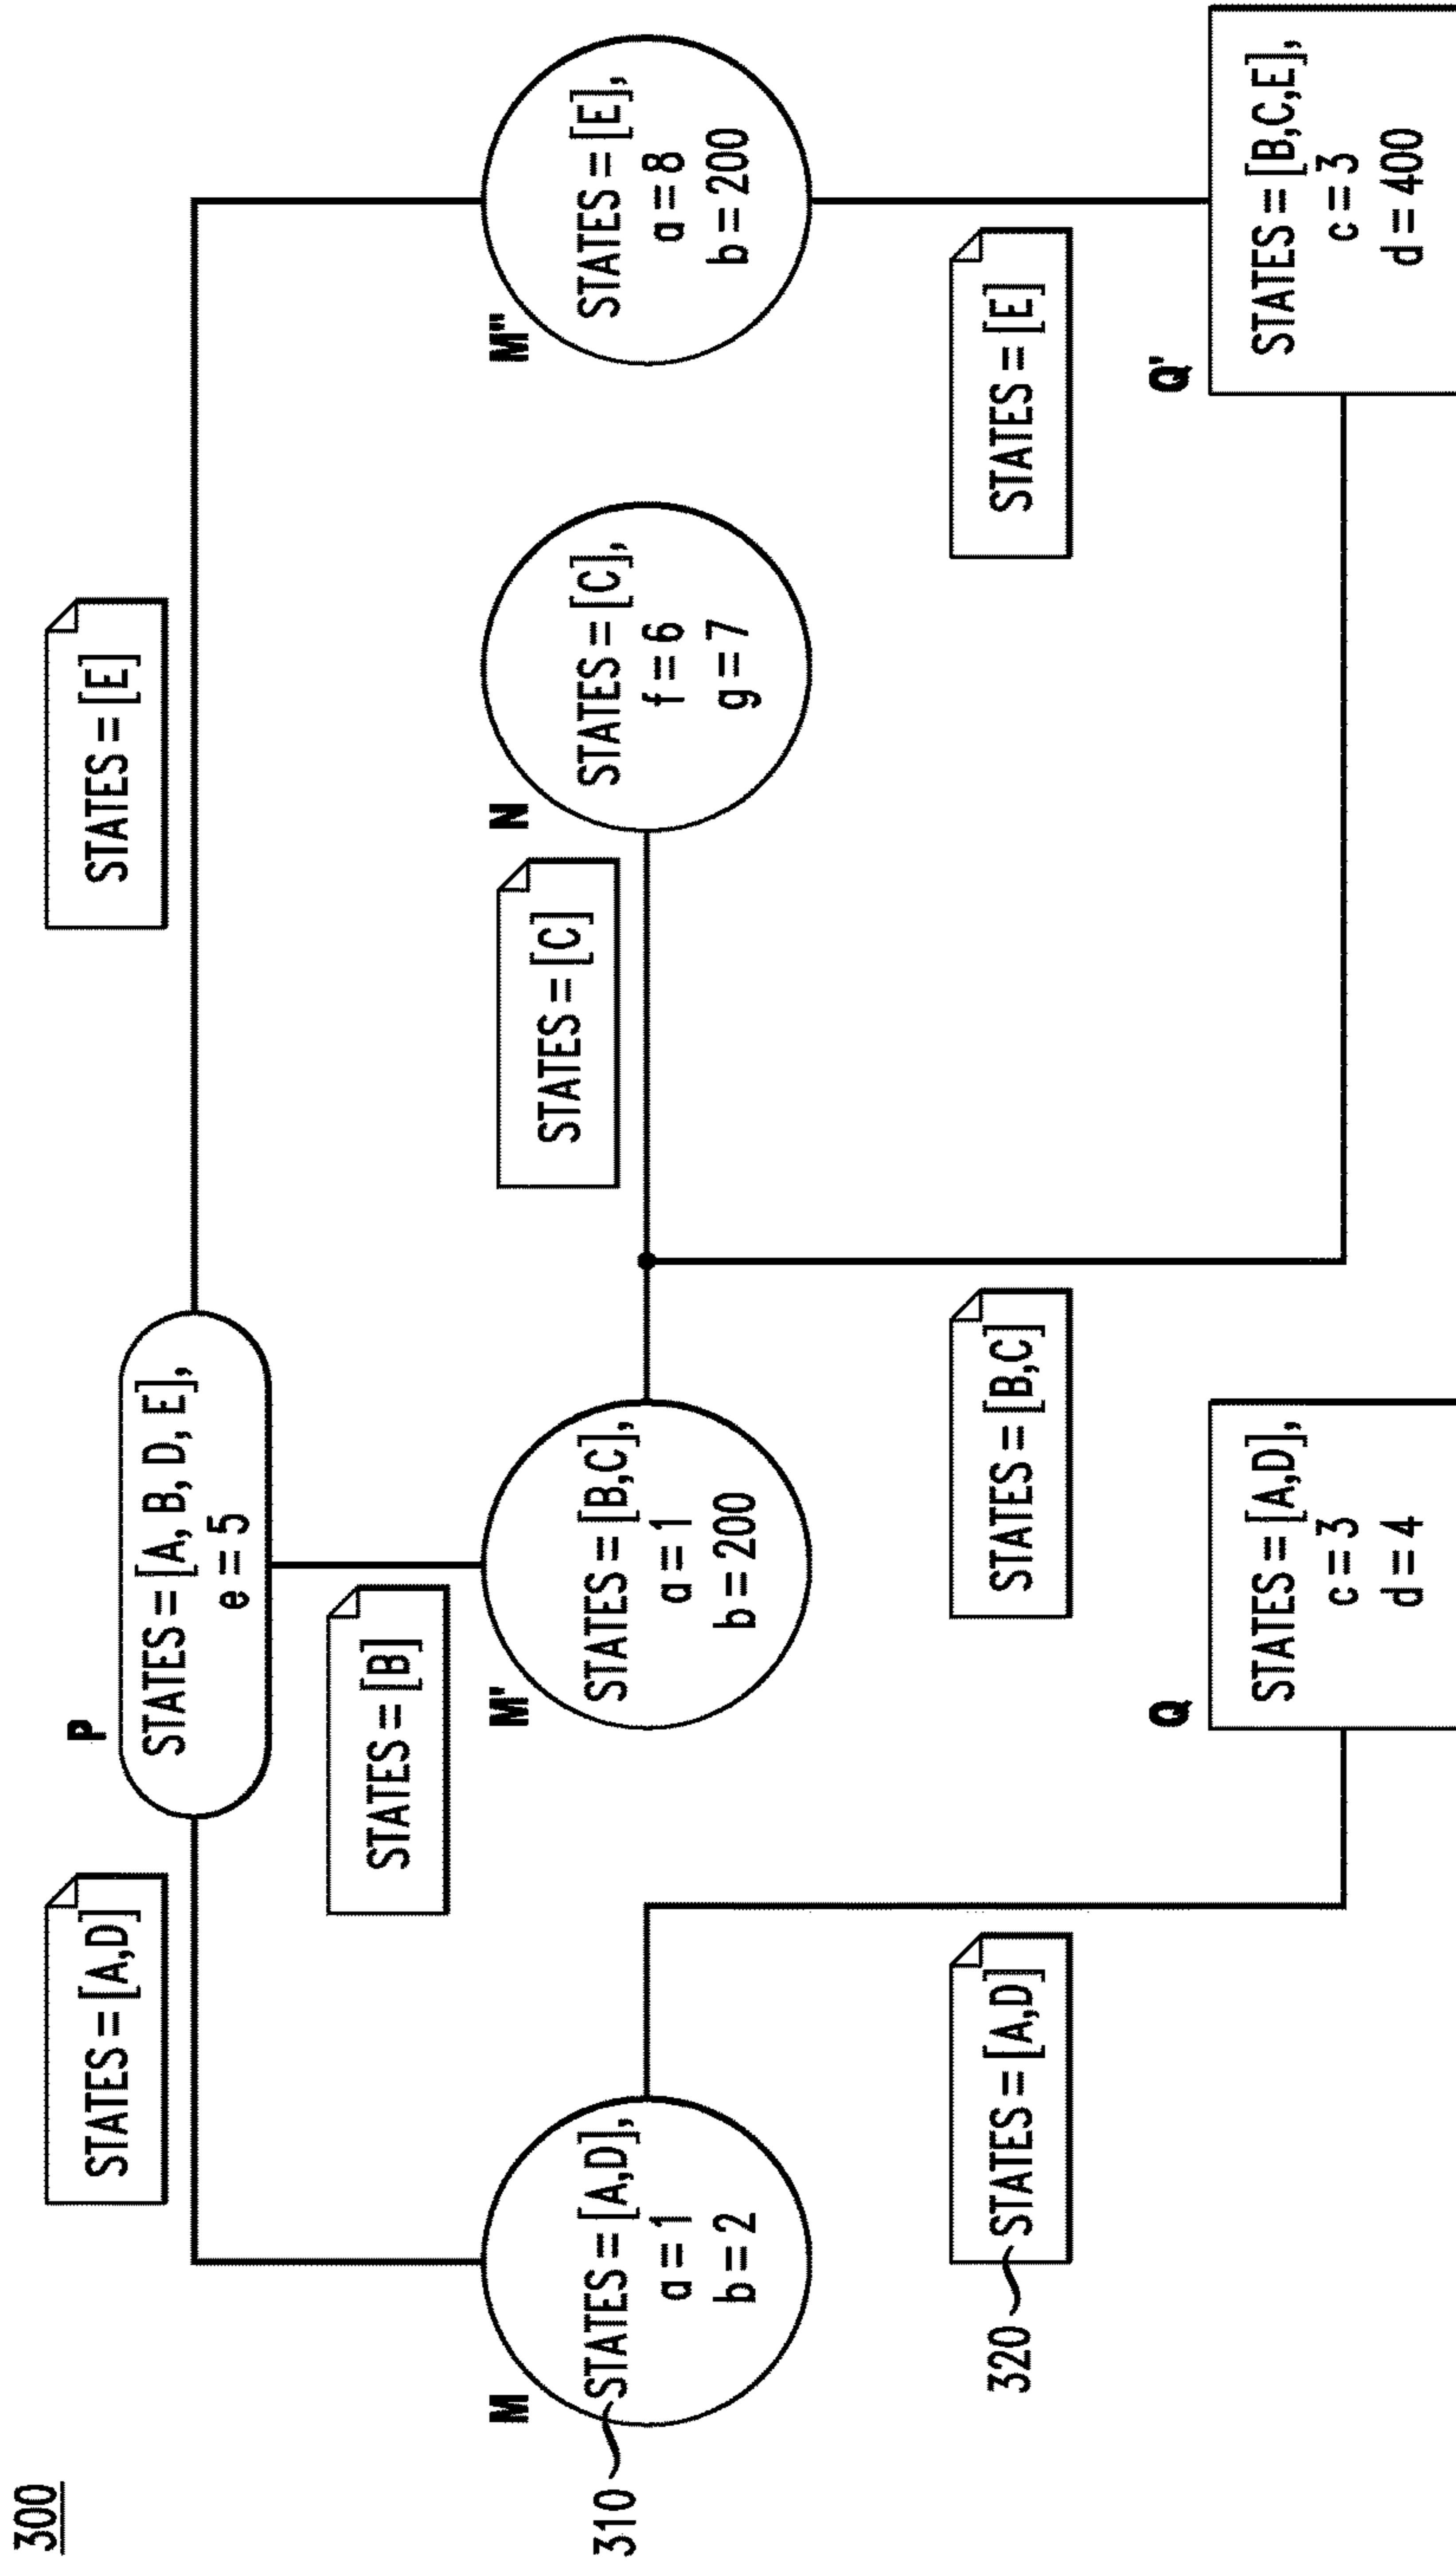 300
P
STATES = [A, B, D, E],
e = 5
STATES = [A,D]
STATES = [E]
STATES = [B]
M
310
STATES = [A,D],
a = 1
b = 2
M'
STATES = [B,C],
a = 1
b = 200
STATES = [C]
N
STATES = [C],
f = 6
g = 7
M"
STATES = [E],
a = 8
b = 200
320
STATES = [A,D]
STATES = [B,C]
STATES = [E]
Q
STATES = [A,D],
c = 3
d = 4
Q'
STATES = [B,C,E],
c = 3
d = 400